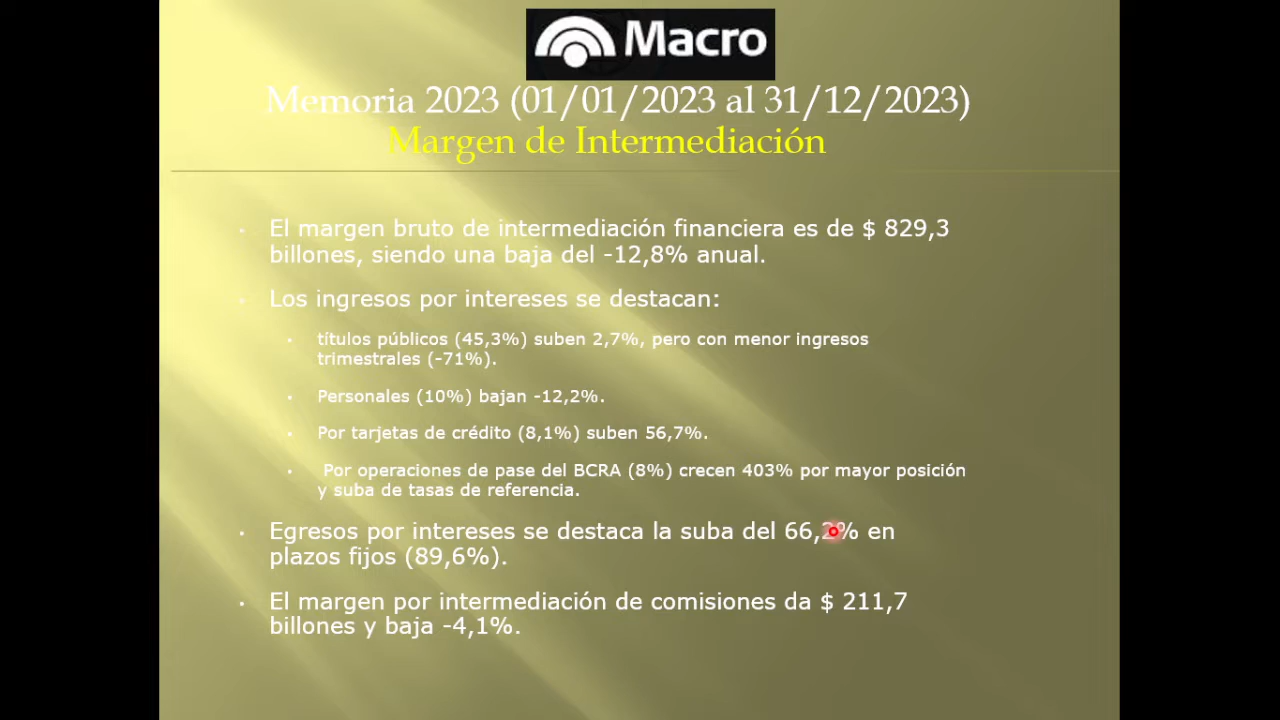 Macro
Memoria 2023 (01/01/2023 al 31/12/2023)
Margen de Intermediación
• El margen bruto de intermediación financiera es de $ 829,3
billones, siendo una baja del -12,8% anual.
• Los ingresos por intereses se destacan:
• títulos públicos (45,3%) suben 2,7%, pero con menor ingresos
trimestrales (-71%).
• Personales (10%) bajan -12,2%.
• Por tarjetas de crédito (8,1%) suben 56,7%.
• Por operaciones de pase del BCRA (8%) crecen 403% por mayor posición
y suba de tasas de referencia.
• Egresos por intereses se destaca la suba del 66,2% en
plazos fijos (89,6%).
• El margen por intermediación de comisiones da $ 211,7
billones y baja -4,1%.